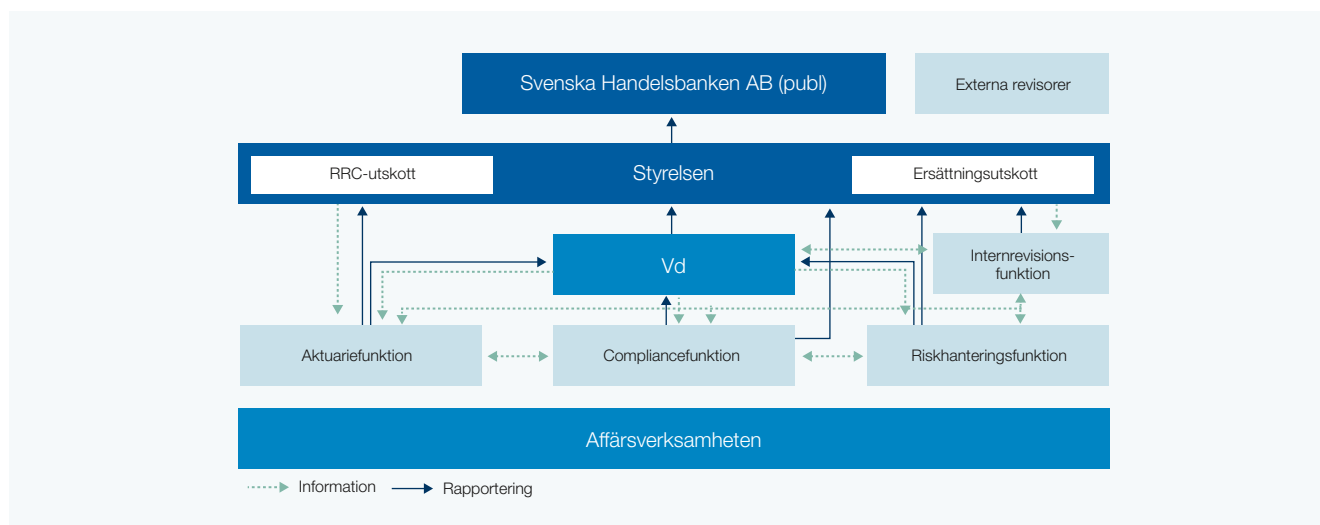 Svenska Handelsbanken AB (publ)
Externa revisorer
RRC-utskott
Styrelsen
Ersättningsutskott
Vd
Internrevisions-
funktion
Aktuariefunktion
Compliancefunktion
Riskhanteringsfunktion
Affärsverksamheten
Information
Rapportering